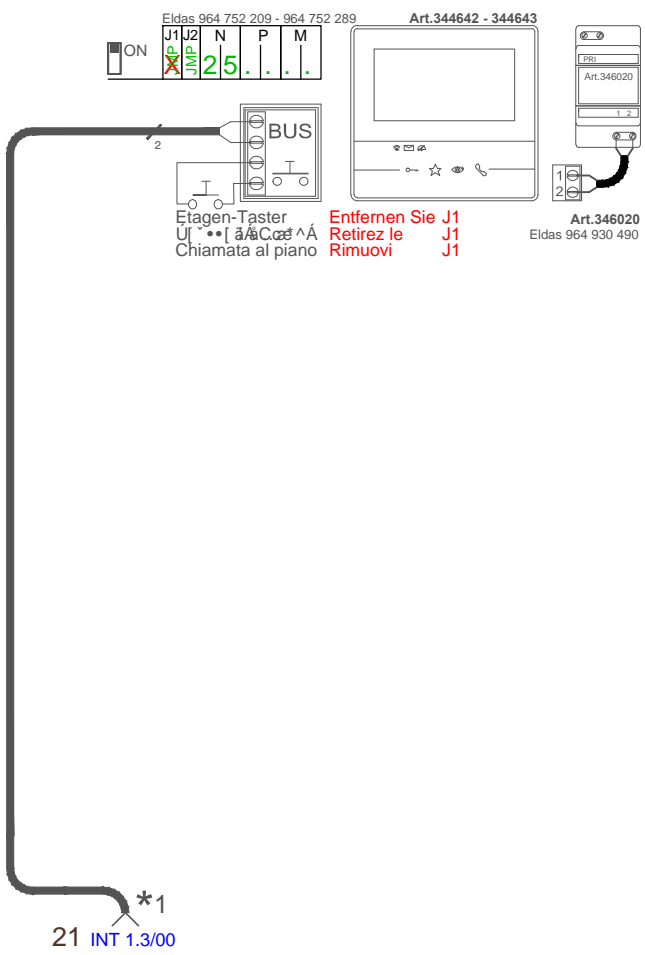 Eldas 964 752 209 - 964 752 289
Art.344642 - 344643
ON
J1 J2 N P M
JMP JMP 2 5 . . . .
X
PRI
Art.346020
1 2
BUS
2
1
2
Art.346020
Eldas 964 930 490
Etagen-Taster Entfernen Sie J1
Retirez le J1
Chiamata al piano Rimuovi J1
*1
21 INT 1.3/00